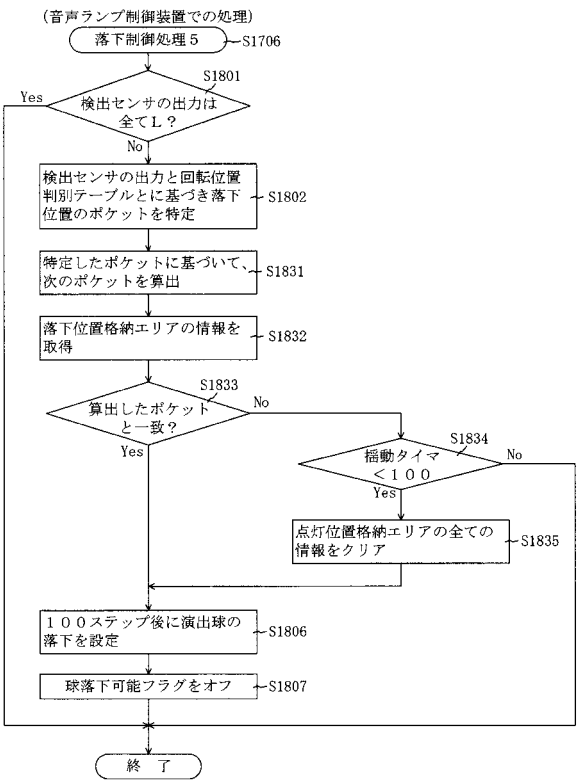 (音声ランプ制御装置での処理)
落下制御処理5
S1706
S1801
Yes
検出センサの出力は
全てL?
No
検出センサの出力と回転位置
判別テーブルとに基づき落下
位置のポケットを特定
S1802
特定したポケットに基づいて、
次のポケットを算出
S1831
落下位置格納エリアの情報を
取得
S1832
S1833
算出したポケット
と一致?
No
Yes
S1834
揺動タイマ
<100
No
Yes
点灯位置格納エリアの全ての
情報をクリア
S1835
100ステップ後に演出球の
落下を設定
S1806
球落下可能フラグをオフ
S1807
終 了